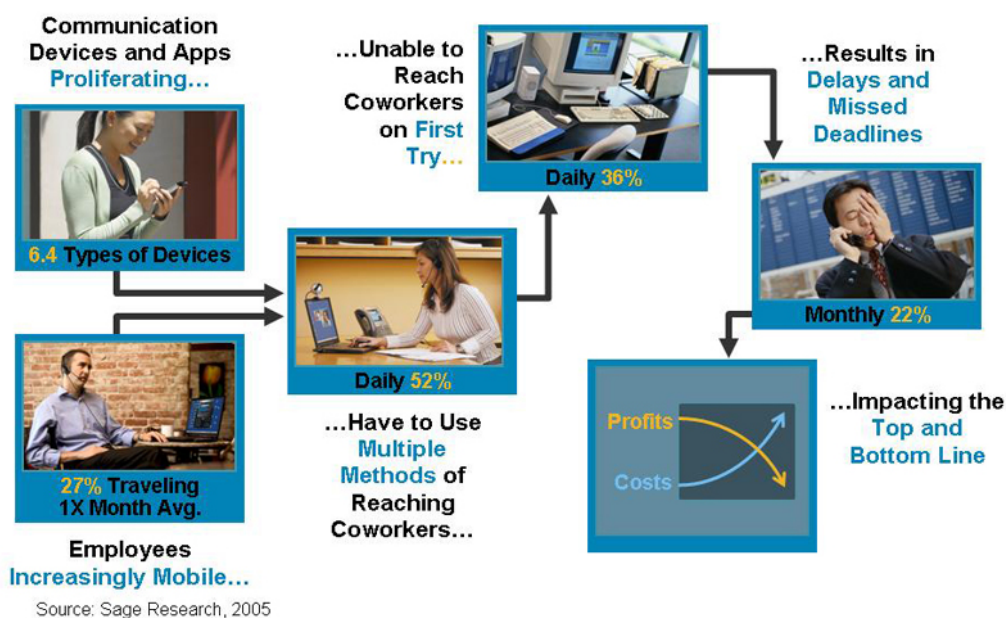 Communication
Devices and Apps
Proliferating...
6.4 Types of Devices
27% Traveling
1X Month Avg.
Employees
Increasingly Mobile...
Daily 52%
...Have to Use
Multiple
Methods of
Reaching
Coworkers...
...Unable to
Reach
Coworkers
on First
Try...
Daily 36%
...Results in
Delays and
Missed
Deadlines
Monthly 22%
Profits
Costs
...Impacting the
Top and
Bottom Line
Source: Sage Research, 2005